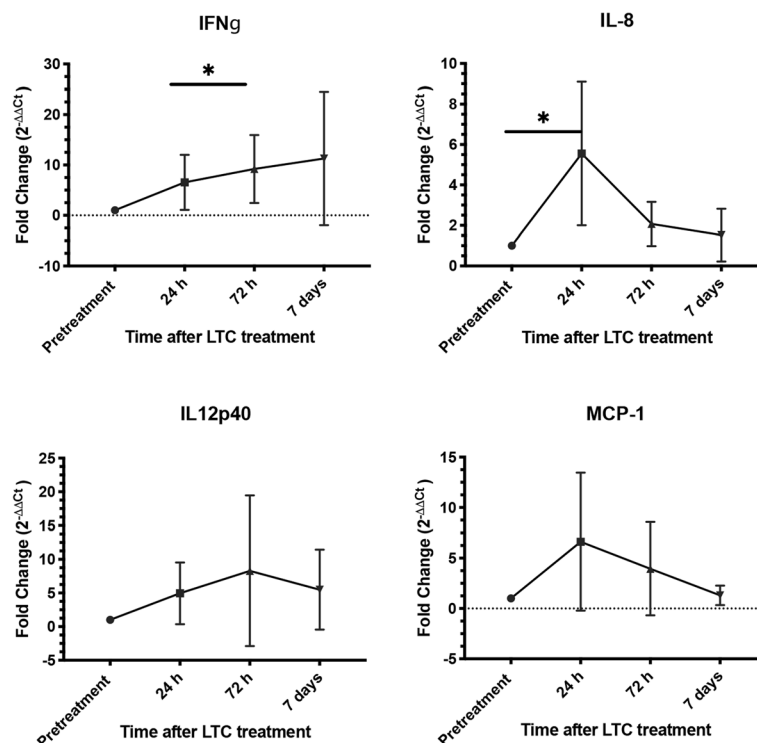 IFNg
*
Fold Change (2-ΔΔCt)
30
20
10
0
-10
Pretreatment
24 h
72 h
7 days
Time after LTC treatment
IL-8
*
Fold Change (2-ΔΔCt)
10
8
6
4
2
0
Pretreatment
24 h
72 h
7 days
Time after LTC treatment
IL12p40
Fold Change (2-ΔΔCt)
25
20
15
10
5
0
-5
Pretreatment
24 h
72 h
7 days
Time after LTC treatment
MCP-1
Fold Change (2-ΔΔCt)
15
10
5
0
-5
Pretreatment
24 h
72 h
7 days
Time after LTC treatment